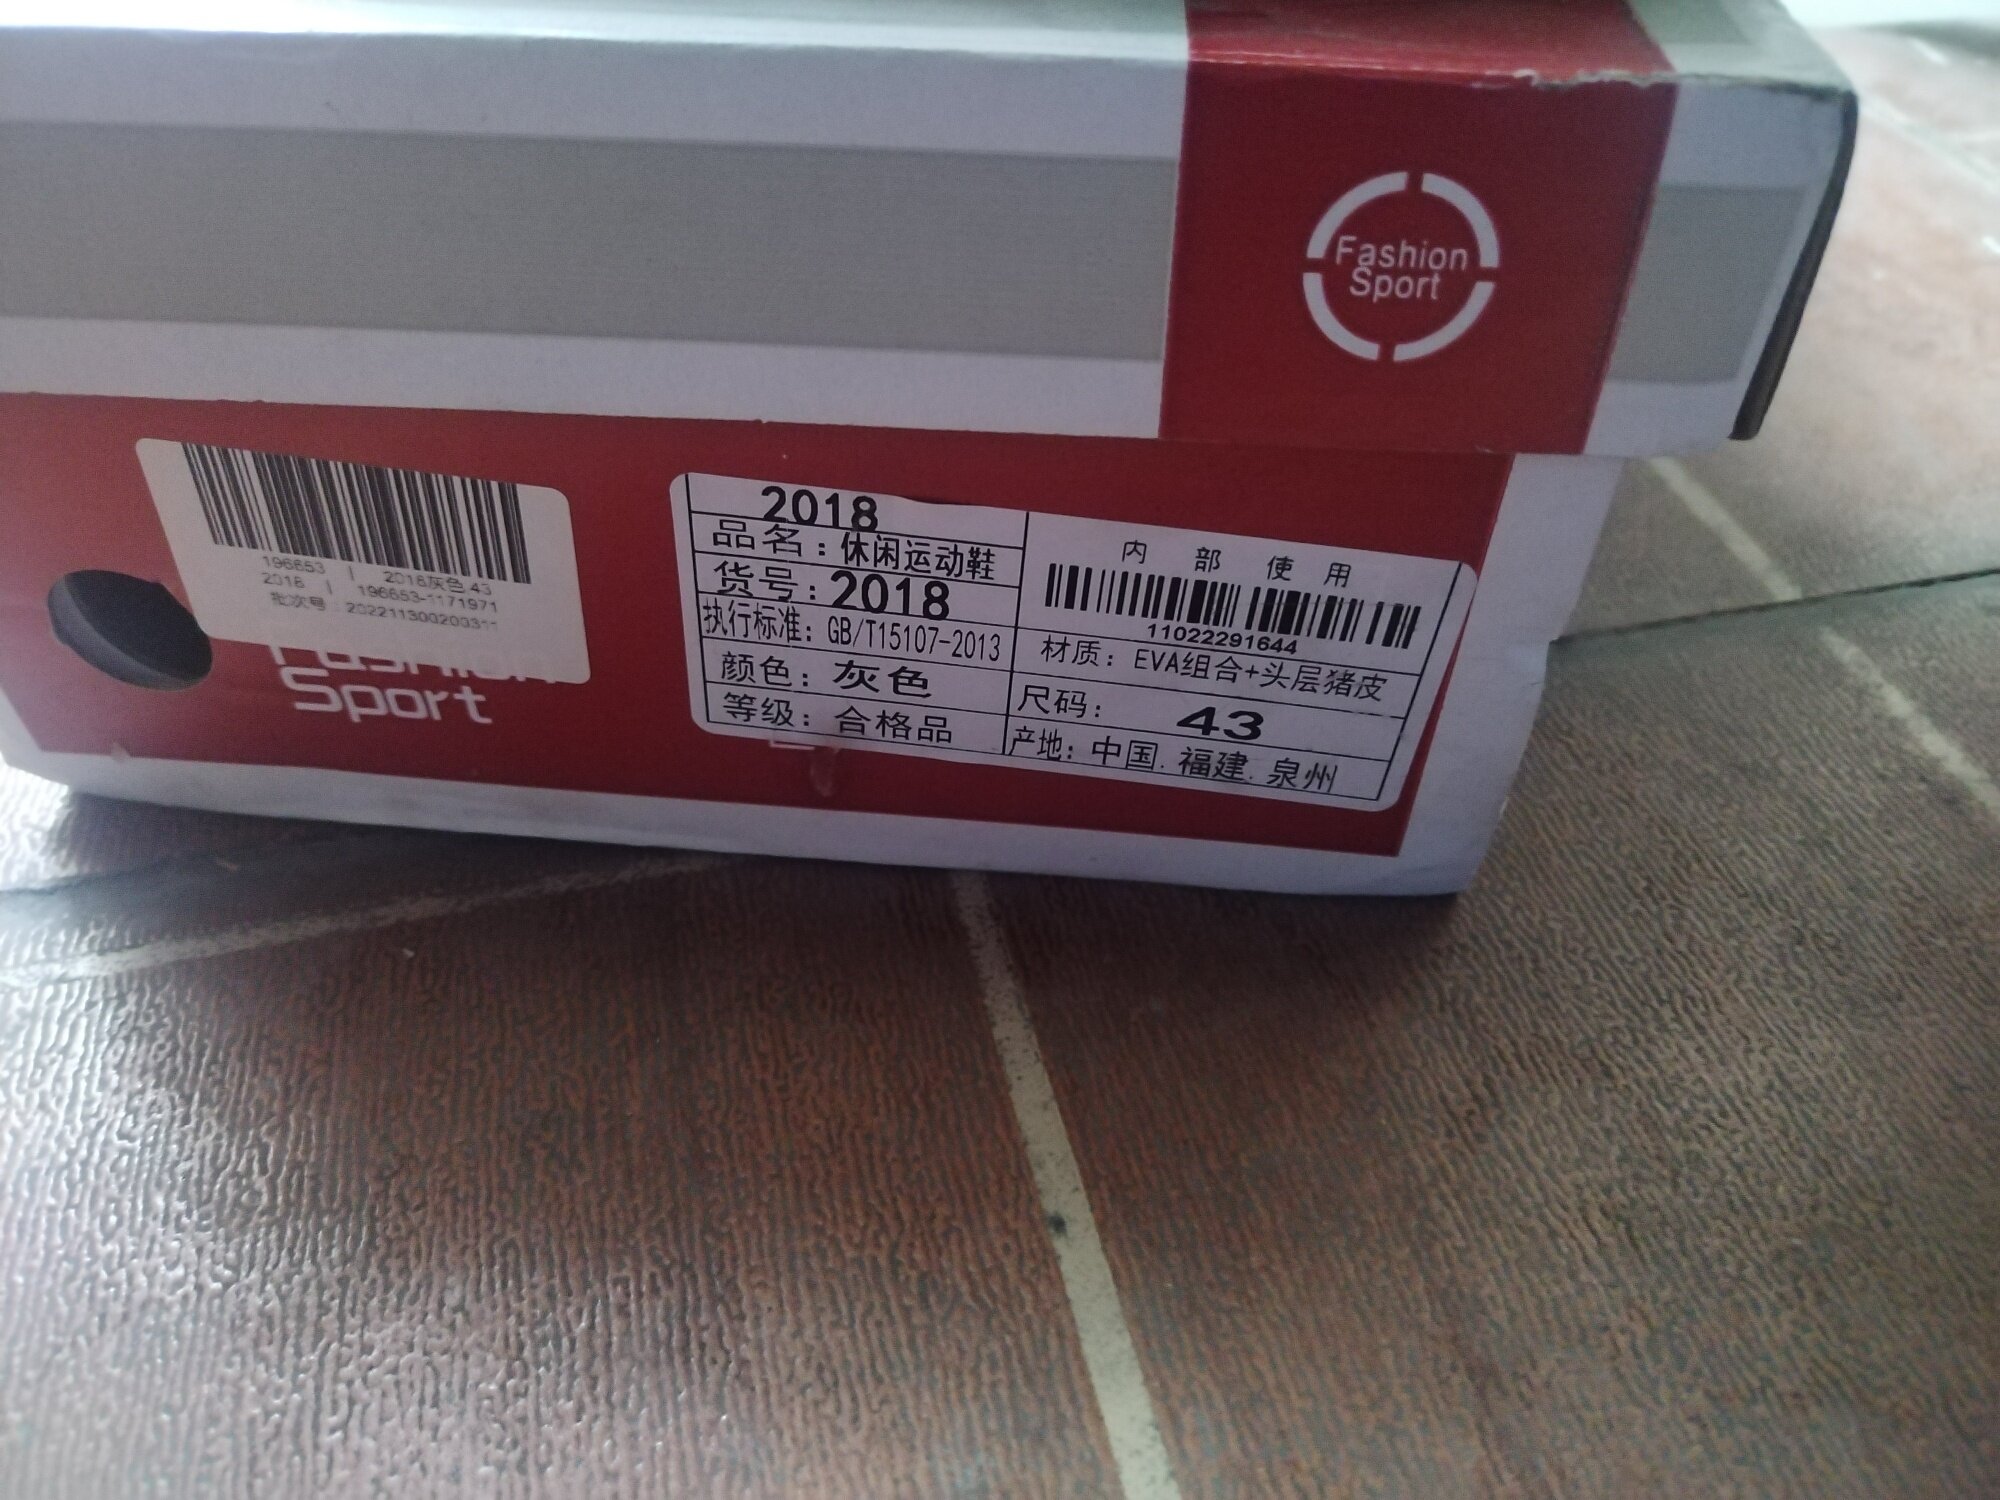 Fashion
Sport
196653 | 2018灰色 43
2018 | 196653-1171971
批次号：
Fashion
Sport
2018
品名：休闲运动鞋
货号：2018
执行标准：GB/T15107-2013
颜色：灰色
等级：合格品
内部使用
11022291644
材质：EVA组合+头层猪皮
尺码：43
产地：中国.福建.泉州